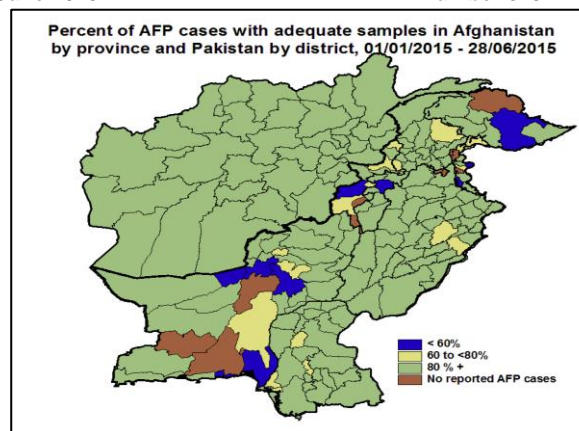 Percent of AFP cases with adequate samples in Afghanistan
by province and Pakistan by district, 01/01/2015 - 28/06/2015
< 60%
60 to <80%
80 % +
No reported AFP cases